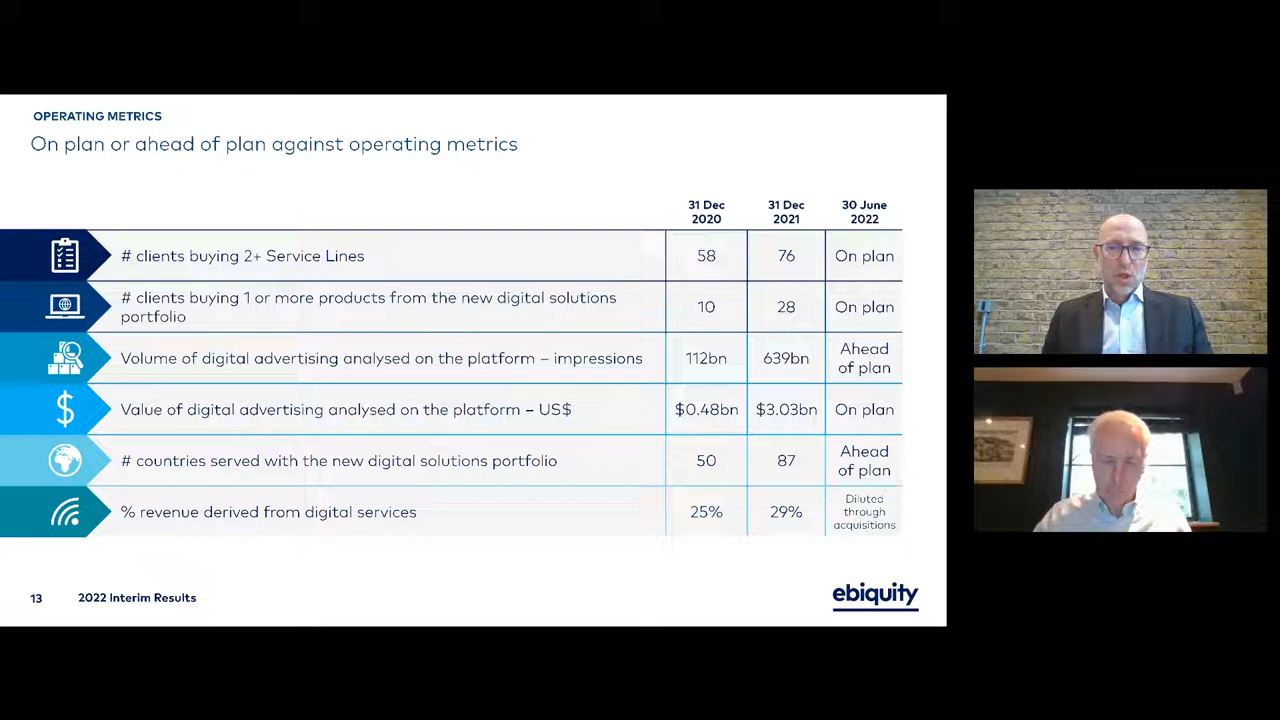 OPERATING METRICS
On plan or ahead of plan against operating metrics
31 Dec 2020
31 Dec 2021
30 June 2022
# clients buying 2+ Service Lines
58
76
On plan
# clients buying 1 or more products from the new digital solutions
portfolio
10
28
On plan
Volume of digital advertising analysed on the platform – impressions
112bn
639bn
Ahead
of plan
Value of digital advertising analysed on the platform – US$
$0.48bn
$3.03bn
On plan
# countries served with the new digital solutions portfolio
50
87
Ahead
of plan
% revenue derived from digital services
25%
29%
Diluted
through
acquisitions
13
2022 Interim Results
ebiquity